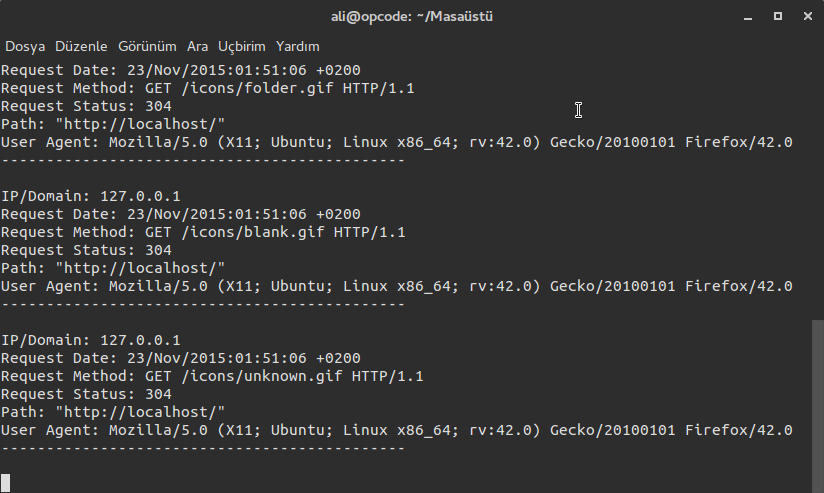 ali@opcode: ~/Masaüstü
Dosya Düzenle Görünüm Ara Uçbirim Yardım
Request Date: 23/Nov/2015:01:51:06 +0200
Request Method: GET /icons/folder.gif HTTP/1.1
Request Status: 304
Path: "http://localhost/"
User Agent: Mozilla/5.0 (X11; Ubuntu; Linux x86_64; rv:42.0) Gecko/20100101 Firefox/42.0
---------------------------------------------
IP/Domain: 127.0.0.1
Request Date: 23/Nov/2015:01:51:06 +0200
Request Method: GET /icons/blank.gif HTTP/1.1
Request Status: 304
Path: "http://localhost/"
User Agent: Mozilla/5.0 (X11; Ubuntu; Linux x86_64; rv:42.0) Gecko/20100101 Firefox/42.0
---------------------------------------------
IP/Domain: 127.0.0.1
Request Date: 23/Nov/2015:01:51:06 +0200
Request Method: GET /icons/unknown.gif HTTP/1.1
Request Status: 304
Path: "http://localhost/"
User Agent: Mozilla/5.0 (X11; Ubuntu; Linux x86_64; rv:42.0) Gecko/20100101 Firefox/42.0
---------------------------------------------